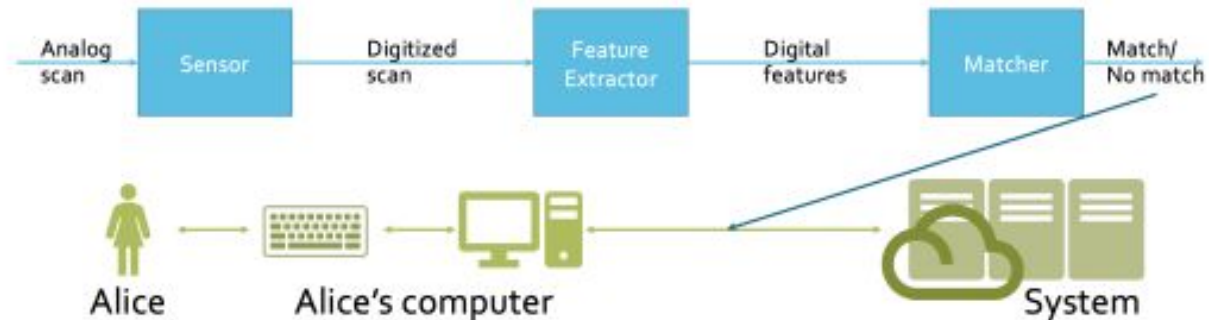 Analog
scan
Sensor
Digitized
scan
Feature
Extractor
Digital
features
Matcher
Match/
No match
Alice
Alice's computer
System